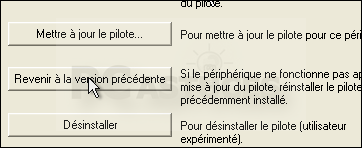 du pilote.
Mettre à jour le pilote...
Pour mettre à jour le pilote pour ce péri
Revenir à la version précédente
Si le périphérique ne fonctionne pas ap
mise à jour du pilote, réinstaller le pilote
précédemment installé.
Désinstaller
Pour désinstaller le pilote (utilisateur
expérimenté).